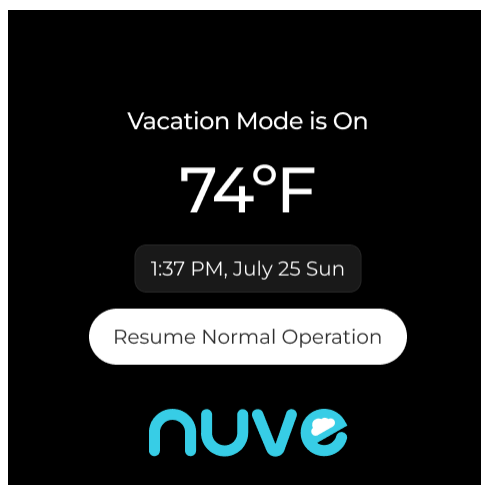 Vacation Mode is On
74°F
1:37 PM, July 25 Sun
Resume Normal Operation
nuve